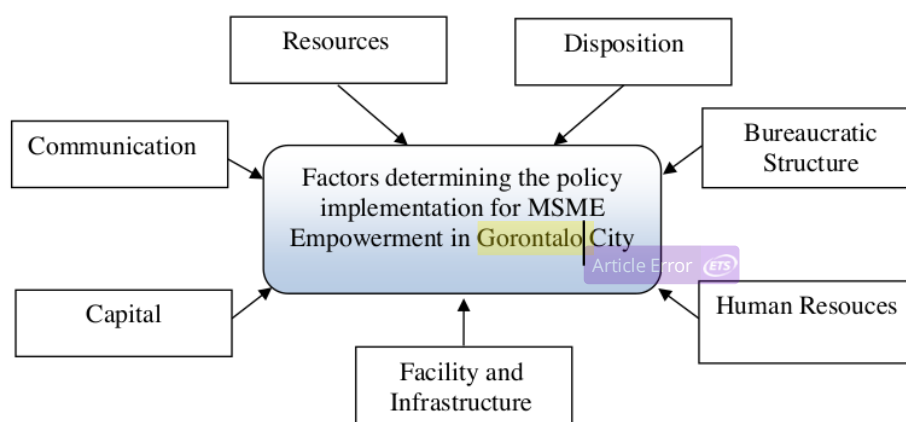 Resources
Disposition
Communication
Bureaucratic
Structure
Factors determining the policy
implementation for MSME
Empowerment in Gorontalo City
Article Error ETS
Capital
Human Resouces
Facility and
Infrastructure